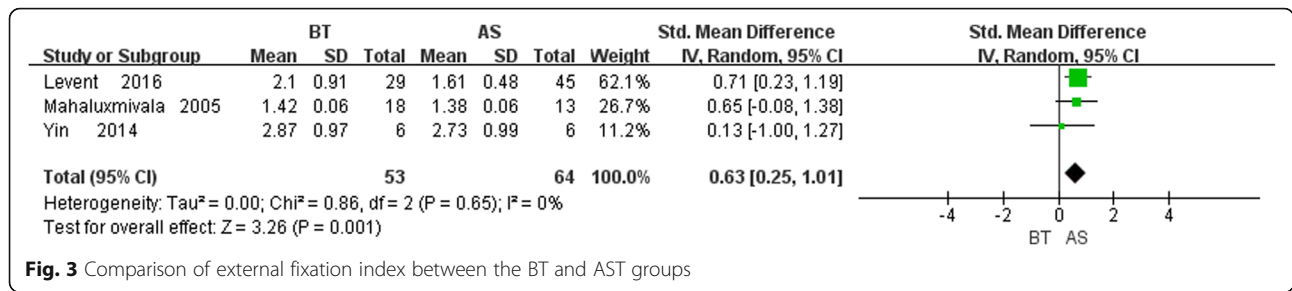 BT AS Std. Mean Difference Std. Mean Difference
Study or Subgroup Mean SD Total Mean SD Total Weight IV, Random, 95% CI IV, Random, 95% CI
Levent 2016 2.1 0.91 29 1.61 0.48 45 62.1% 0.71 [0.23, 1.19]
Mahaluxmivala 2005 1.42 0.06 18 1.38 0.06 13 26.7% 0.65 [-0.08, 1.38]
Yin 2014 2.87 0.97 6 2.73 0.99 6 11.2% 0.13 [-1.00, 1.27]
Total (95% CI) 53 64 100.0% 0.63 [0.25, 1.01]
Heterogeneity: Tau² = 0.00; Chi² = 0.86, df = 2 (P = 0.65); I² = 0%
Test for overall effect: Z = 3.26 (P = 0.001)
-4 -2 0 2 4
BT AS
Fig. 3 Comparison of external fixation index between the BT and AST groups